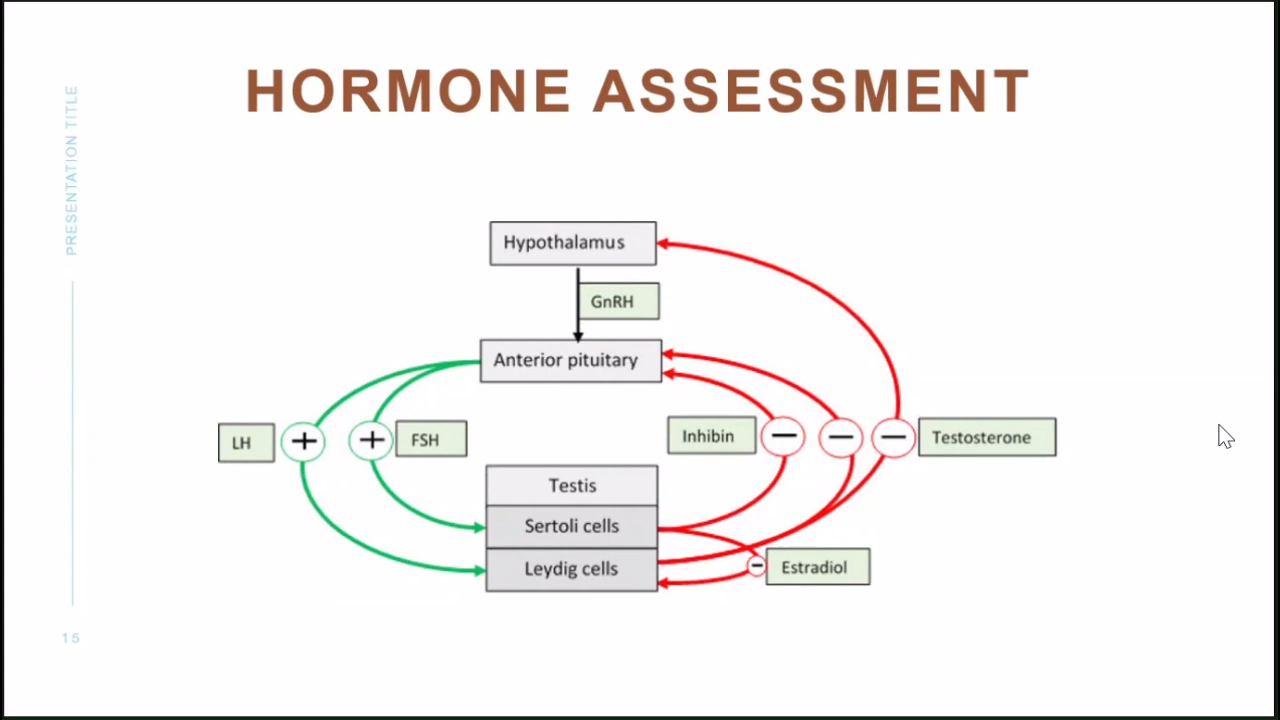 PRESENTATION TITLE
HORMONE ASSESSMENT
Hypothalamus
GnRH
Anterior pituitary
LH
+
+
FSH
Inhibin
−
−
−
Testosterone
Testis
Sertoli cells
Leydig cells
−
Estradiol
15